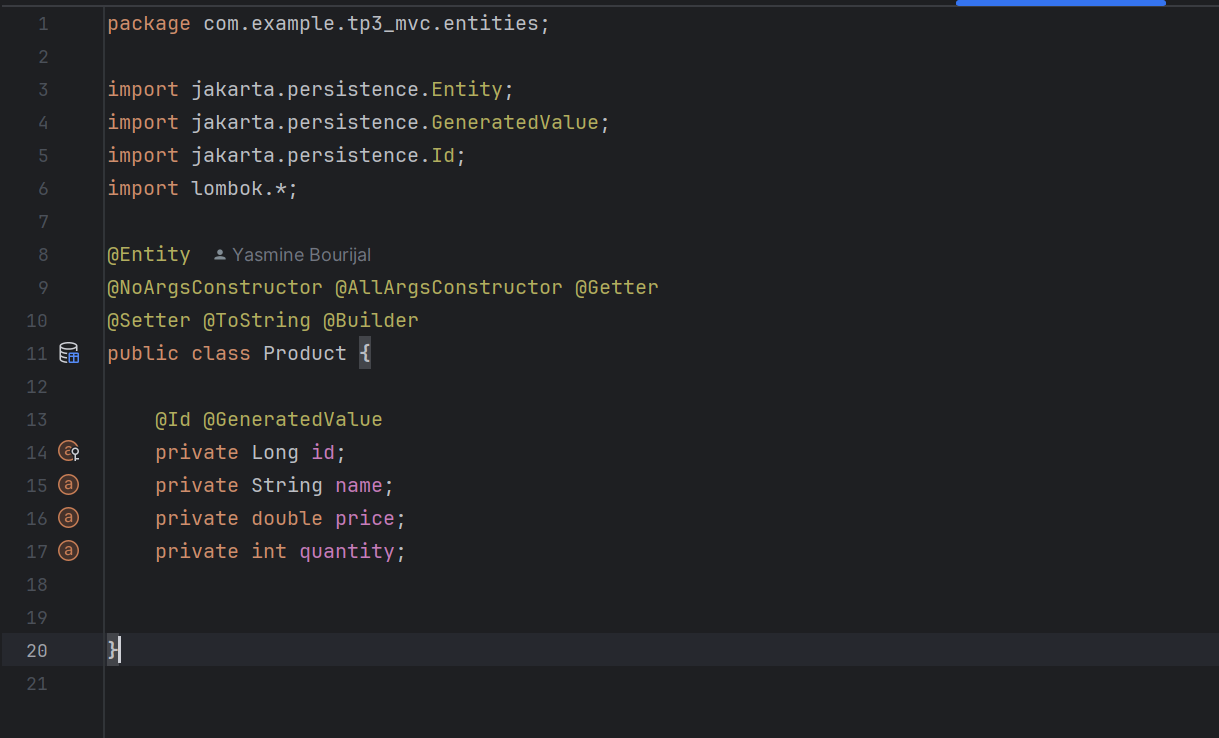 1 package com.example.tp3_mvc.entities;
2
3 import jakarta.persistence.Entity;
4 import jakarta.persistence.GeneratedValue;
5 import jakarta.persistence.Id;
6 import lombok.*;
7
8 @Entity Yasmine Bourijal
9 @NoArgsConstructor @AllArgsConstructor @Getter
10 @Setter @ToString @Builder
11 public class Product {
12
13 @Id @GeneratedValue
14 a private Long id;
15 a private String name;
16 a private double price;
17 a private int quantity;
18
19
20 }
21